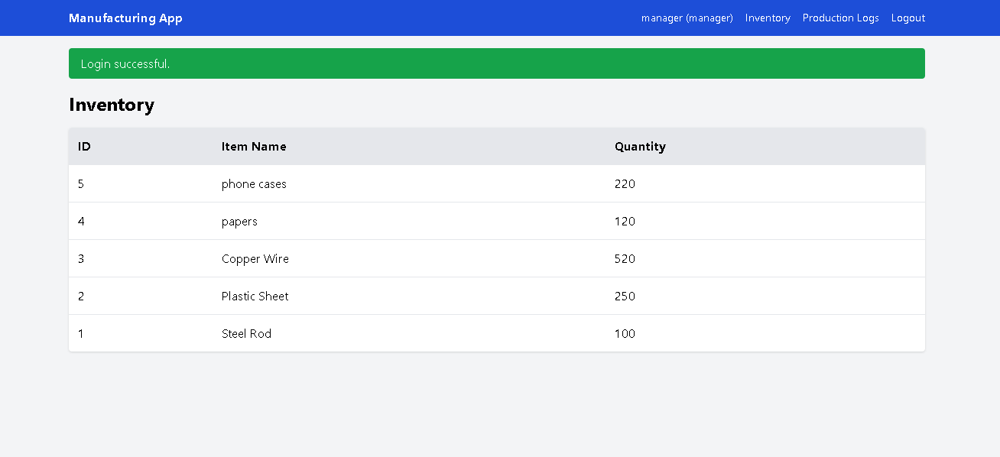 Manufacturing App manager (manager) Inventory Production Logs Logout
Login successful.
Inventory
ID Item Name Quantity
5 phone cases 220
4 papers 120
3 Copper Wire 520
2 Plastic Sheet 250
1 Steel Rod 100